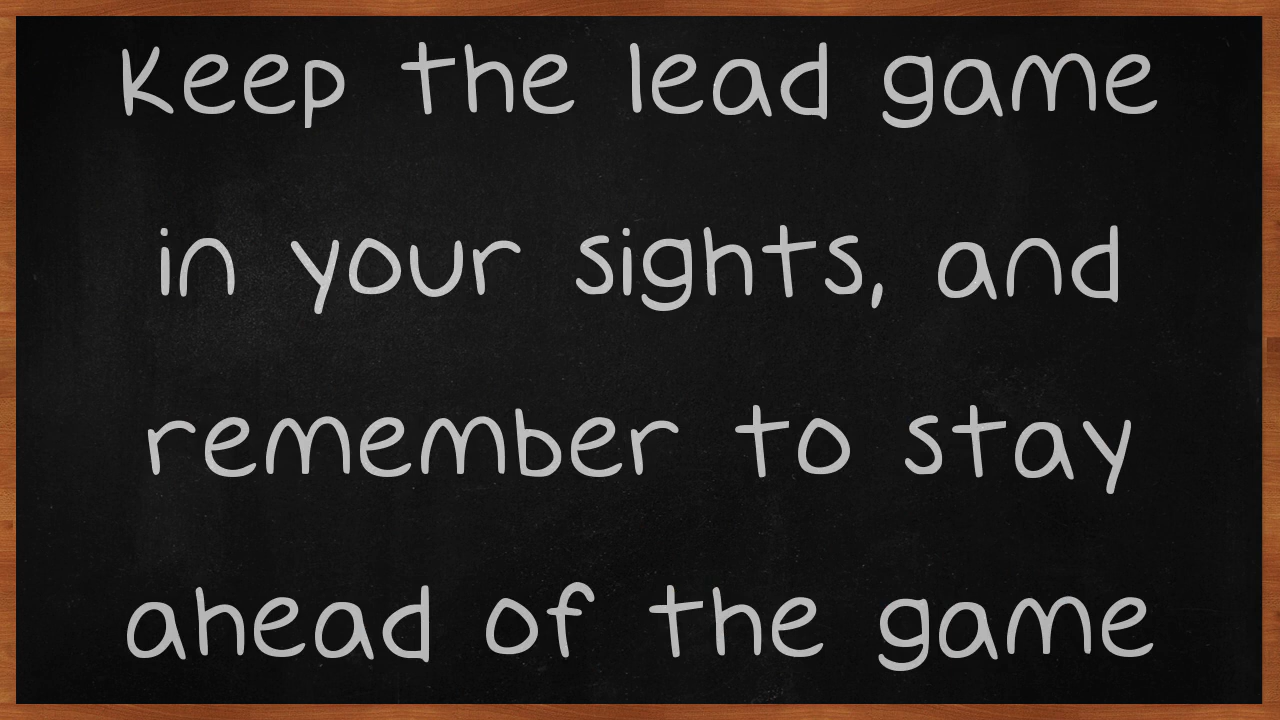 Keep the lead game
in your sights, and
remember to stay
ahead of the game